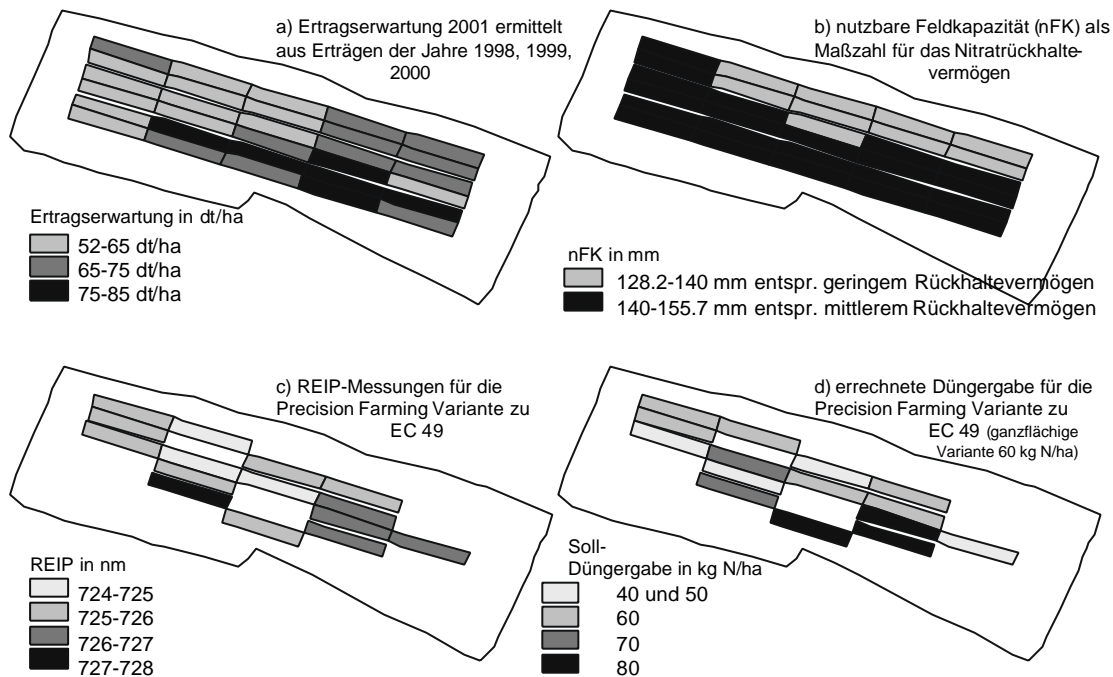 a) Ertragserwartung 2001 ermittelt
aus Erträgen der Jahre 1998, 1999,
2000
Ertragserwartung in dt/ha
52-65 dt/ha
65-75 dt/ha
75-85 dt/ha
b) nutzbare Feldkapazität (nFK) als
Maßzahl für das Nitratrückhalte-
vermögen
nFK in mm
128.2-140 mm entspr. geringem Rückhaltevermögen
140-155.7 mm entspr. mittlerem Rückhaltevermögen
c) REIP-Messungen für die
Precision Farming Variante zu
EC 49
REIP in nm
724-725
725-726
726-727
727-728
d) errechnete Düngergabe für die
Precision Farming Variante zu
EC 49 (ganzflächige
Variante 60 kg N/ha)
Soll-
Düngergabe in kg N/ha
40 und 50
60
70
80